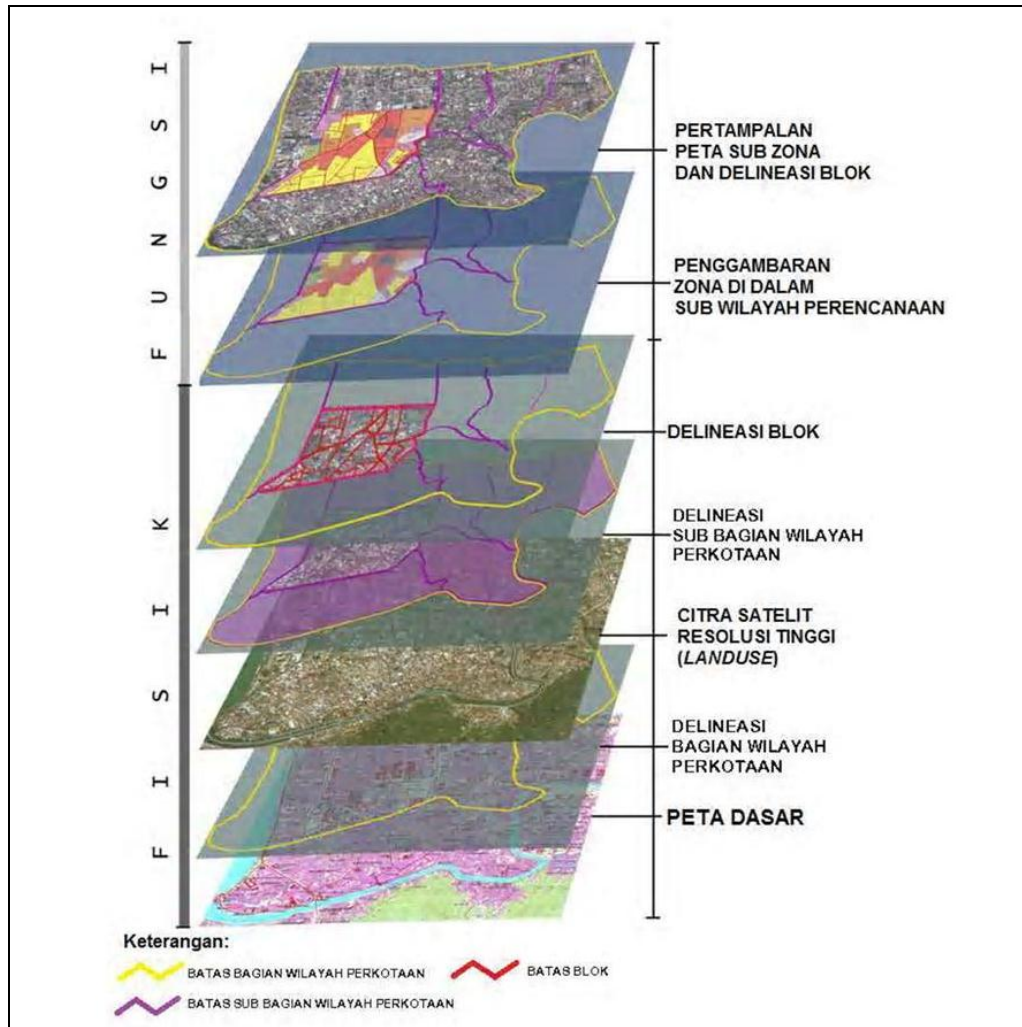 FUNGSI
FISIK
PERTAMPALAN
PETA SUB ZONA
DAN DELINEASI BLOK
PENGGAMBARAN
ZONA DI DALAM
SUB WILAYAH PERENCANAAN
DELINEASI BLOK
DELINEASI
SUB BAGIAN WILAYAH
PERKOTAAN
CITRA SATELIT
RESOLUSI TINGGI
(LANDUSE)
DELINEASI
BAGIAN WILAYAH
PERKOTAAN
PETA DASAR
Keterangan:
BATAS BAGIAN WILAYAH PERKOTAAN
BATAS BLOK
BATAS SUB BAGIAN WILAYAH PERKOTAAN